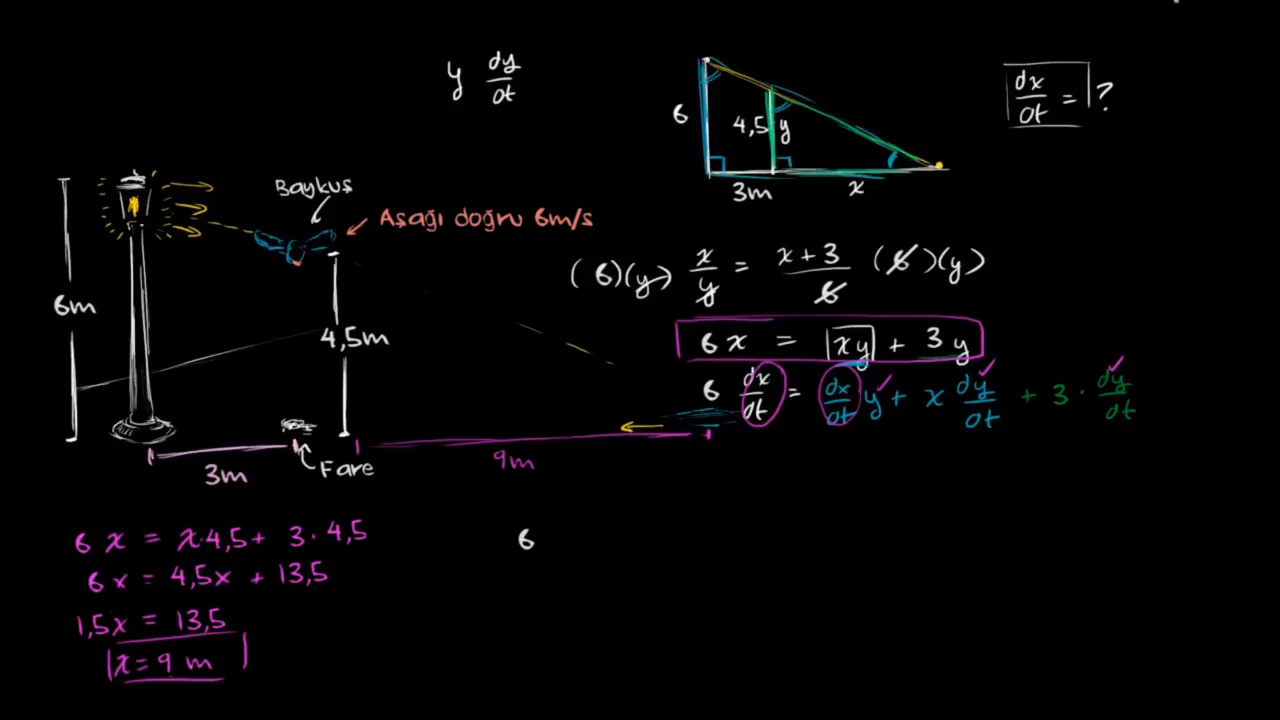 y dy/dt
6
4,5 y
3m
x
dx/dt = ?
Baykuş
Aşağı doğru 6m/s
6m
4,5m
3m
Fare
9m
(6)(y) x/y = x+3/6 (6)(y)
6x = xy + 3y
6 dx/dt = dx/dt y + x dy/dt + 3 · dy/dt
6x = x·4,5 + 3·4,5
6x = 4,5x + 13,5
1,5x = 13,5
x = 9 m
6